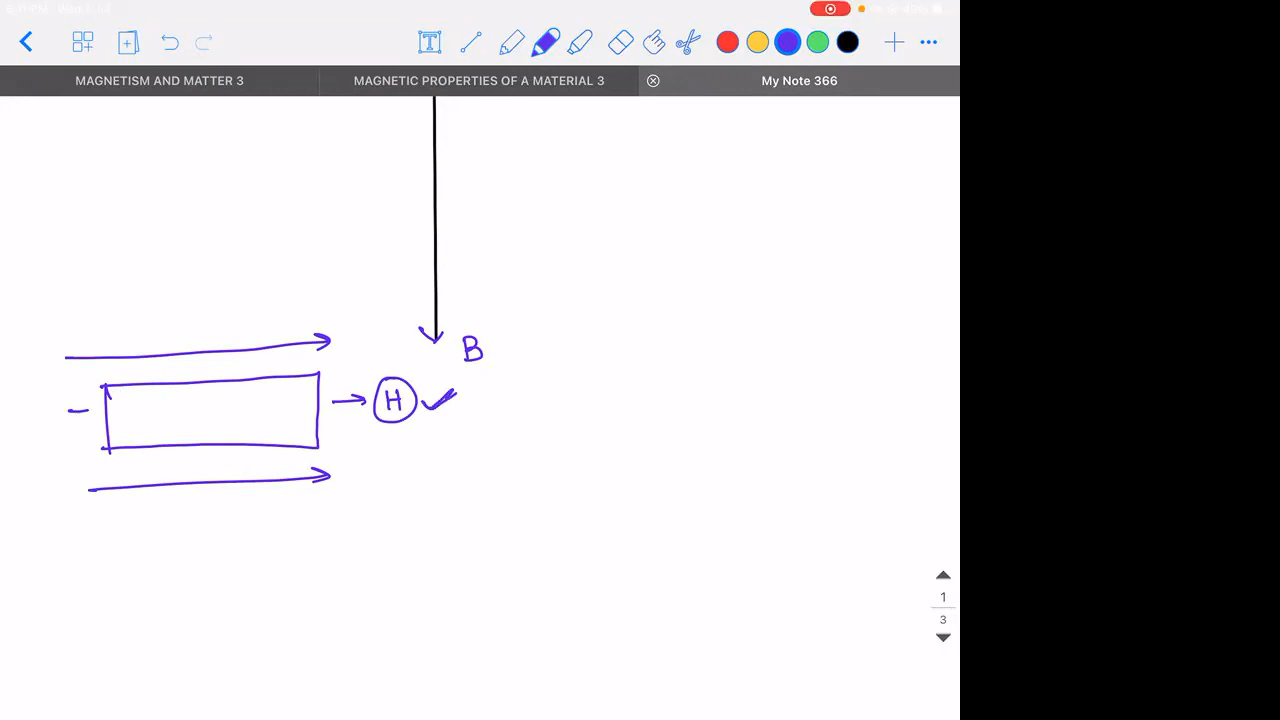 MAGNETISM AND MATTER 3
MAGNETIC PROPERTIES OF A MATERIAL 3
My Note 366
T
B
H
1
3